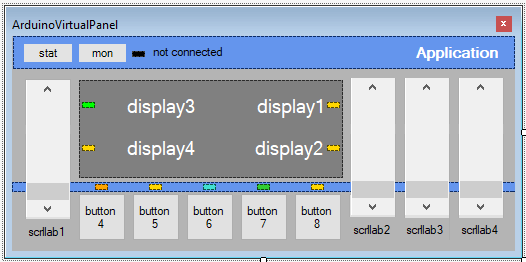 ArduinoVirtualPanel
stat mon not connected Application
display3 display1
display4 display2
button 4 button 5 button 6 button 7 button 8
scrllab1 scrllab2 scrllab3 scrllab4